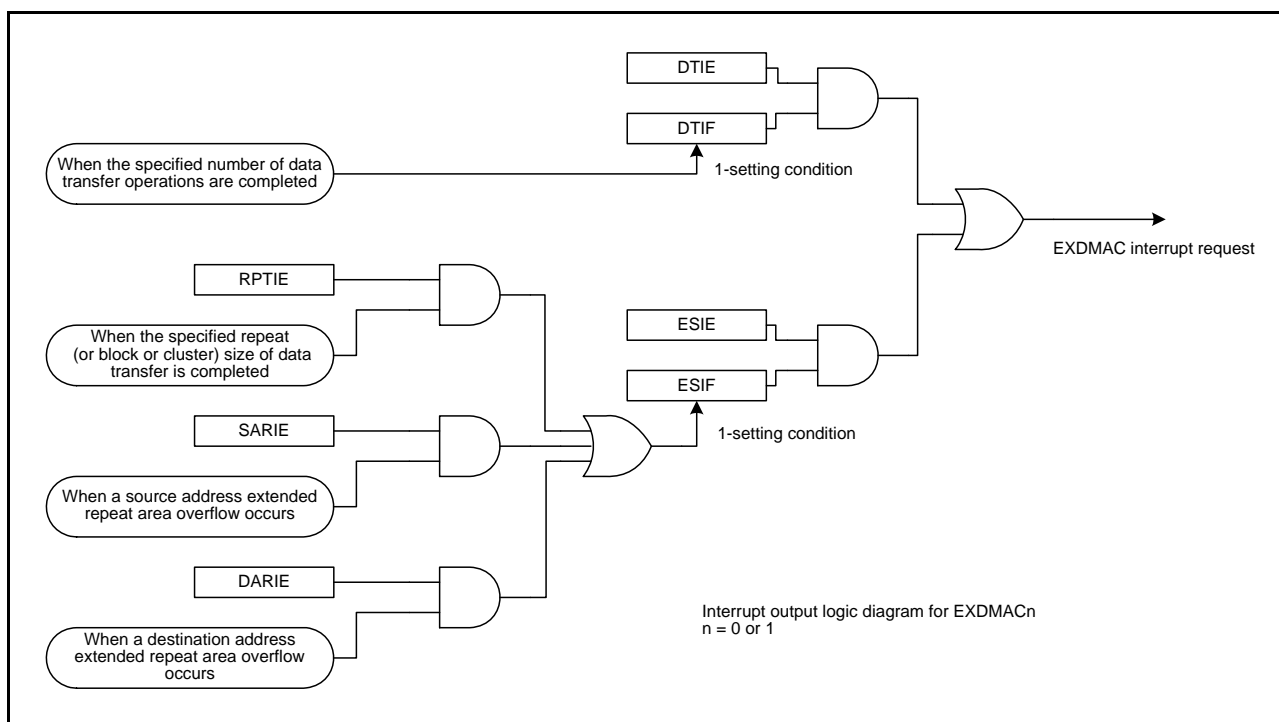 DTIE
DTIF
When the specified number of data
transfer operations are completed
1-setting condition
EXDMAC interrupt request
RPTIE
When the specified repeat
(or block or cluster) size of data
transfer is completed
ESIE
ESIF
1-setting condition
SARIE
When a source address extended
repeat area overflow occurs
DARIE
When a destination address
extended repeat area overflow
occurs
Interrupt output logic diagram for EXDMACn
n = 0 or 1